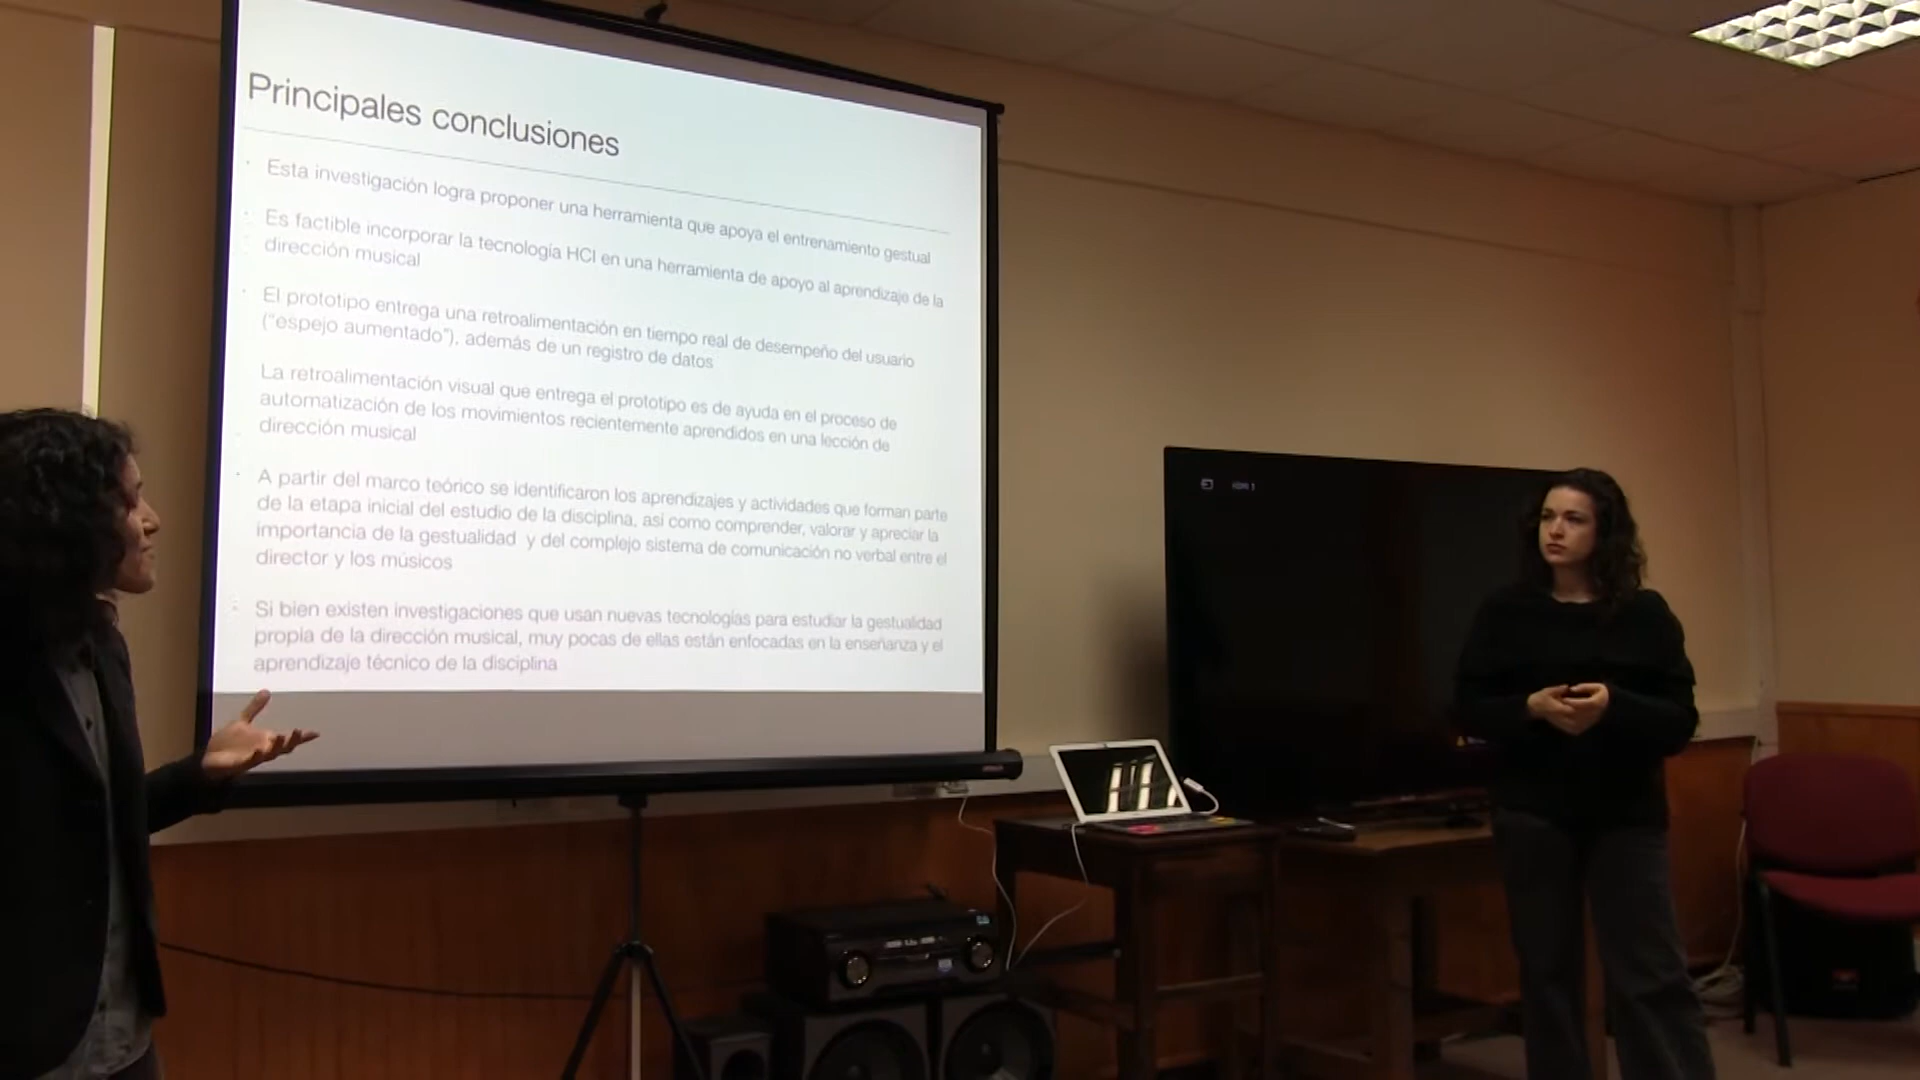 Principales conclusiones
Esta investigación logra proponer una herramienta que apoya el entrenamiento gestual
Es factible incorporar la tecnología HCI en una herramienta de apoyo al aprendizaje de la
dirección musical
El prototipo entrega una retroalimentación en tiempo real de desempeño del usuario
("espejo aumentado"), además de un registro de datos
La retroalimentación visual que entrega el prototipo es de ayuda en el proceso de
automatización de los movimientos recientemente aprendidos en una lección de
dirección musical
A partir del marco teórico se identificaron los aprendizajes y actividades que forman parte
de la etapa inicial del estudio de la disciplina, así como comprender, valorar y apreciar la
importancia de la gestualidad y del complejo sistema de comunicación no verbal entre el
director y los músicos
Si bien existen investigaciones que usan nuevas tecnologías para estudiar la gestualidad
propia de la dirección musical, muy pocas de ellas están enfocadas en la enseñanza y el
aprendizaje técnico de la disciplina